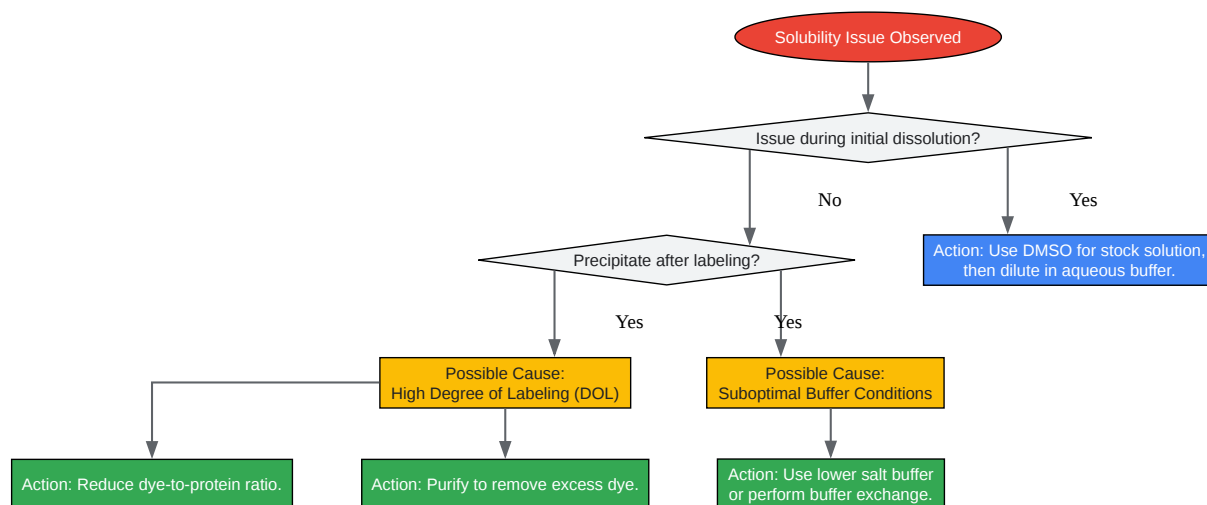 Solubility Issue Observed
Issue during initial dissolution?
No
Yes
Action: Use DMSO for stock solution,
then dilute in aqueous buffer.
Precipitate after labeling?
Yes
Yes
Possible Cause:
High Degree of Labeling (DOL)
Possible Cause:
Suboptimal Buffer Conditions
Action: Reduce dye-to-protein ratio.
Action: Purify to remove excess dye.
Action: Use lower salt buffer
or perform buffer exchange.